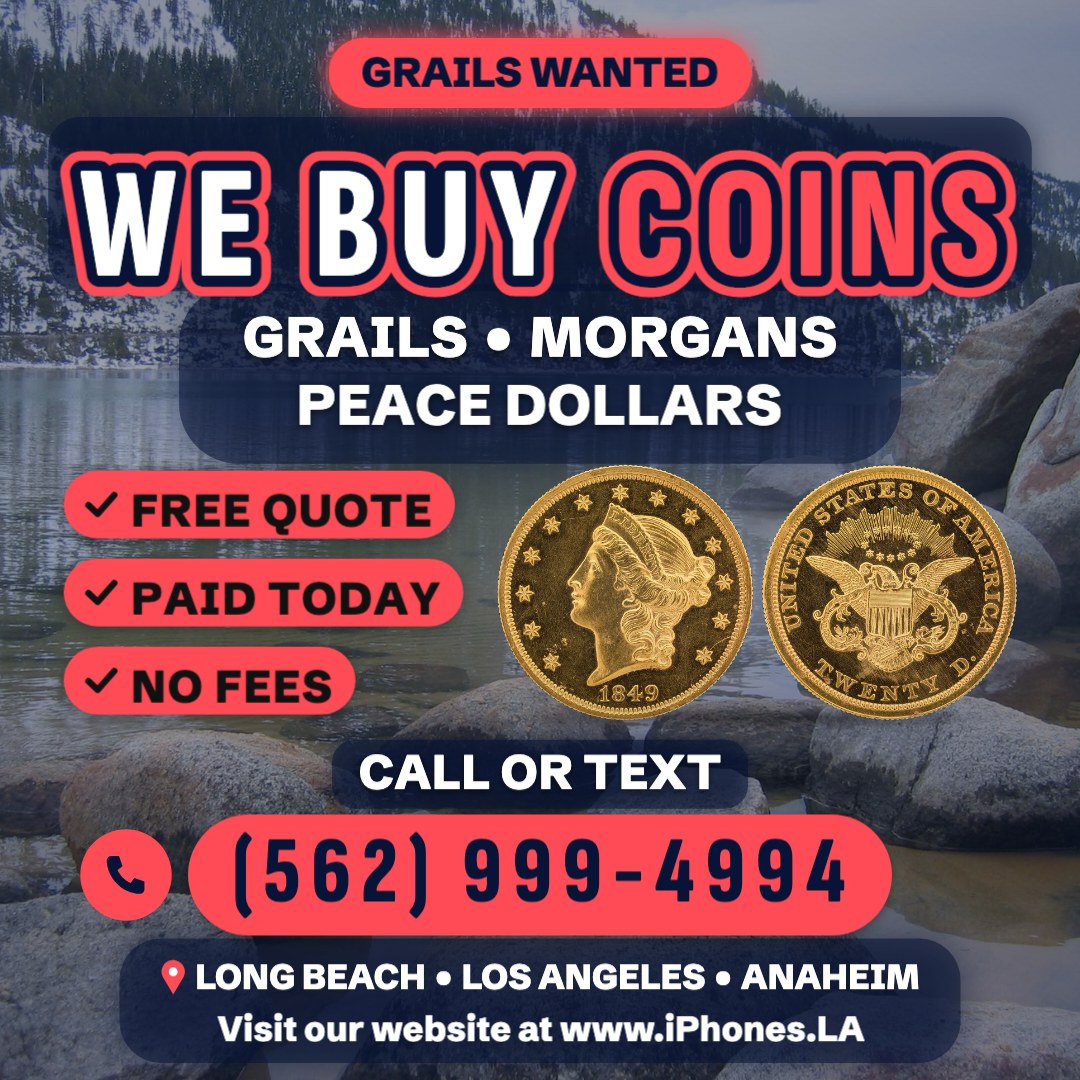 GRAILS WANTED
WE BUY COINS
GRAILS • MORGANS
PEACE DOLLARS
✓ FREE QUOTE
✓ PAID TODAY
✓ NO FEES
1849
UNITED STATES OF AMERICA
TWENTY D.
CALL OR TEXT
(562) 999-4994
LONG BEACH • LOS ANGELES • ANAHEIM
Visit our website at www.iPhones.LA